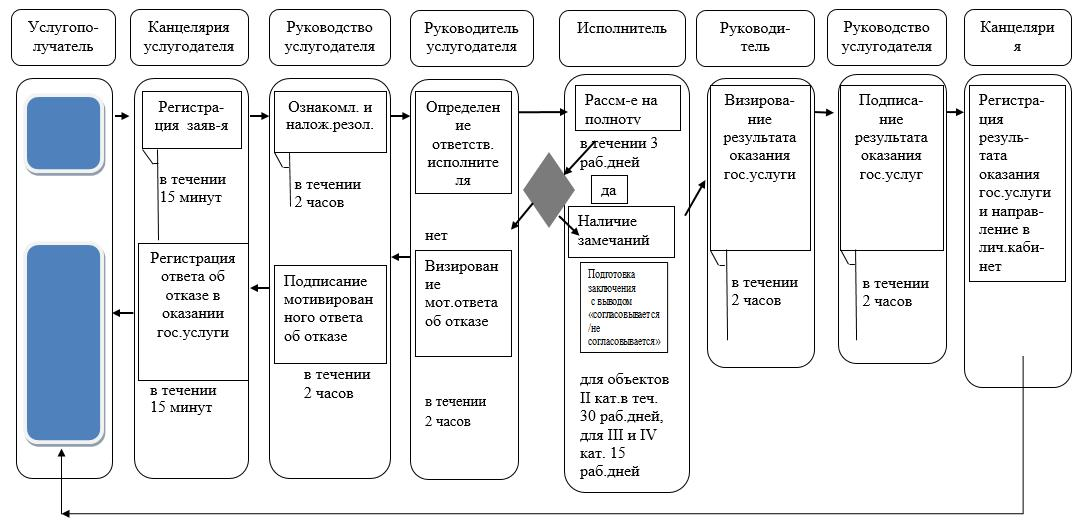 Услугопо-
лучатель
Канцелярия
услугодателя
Руководство
услугодателя
Руководитель
услугодателя
Исполнитель
Руководи-
тель
Руководство
услугодателя
Канцеляри
я
Регистра-
ция заяв-я
в течении
15 минут
Регистрация
ответа об
отказе в
оказании
гос.услуги
в течении
15 минут
Ознакомл. и
налож.резол.
в течении
2 часов
Подписание
мотивирован
ного ответа
об отказе
в течении
2 часов
Определен
ие
ответств.
исполните
ля
нет
Визирован
ие
мот.ответа
об отказе
в течении
2 часов
Рассм-е на
полноту
в течении 3
раб.дней
да
Наличие
замечаний
Подготовка
заключения
с выводом
«согласовывается
/не
согласовывается»
для объектов
II кат.в теч.
30 раб.дней,
для III и IV
кат. 15
раб.дней
Визирова-
ние
результата
оказания
гос.услуги
в течении
2 часов
Подписа-
ние
результата
оказания
гос.услуг
в течении
2 часов
Регистра-
ция
резуль-
тата
оказания
гос.услуги
и направ-
ление в
лич.каби-
нет